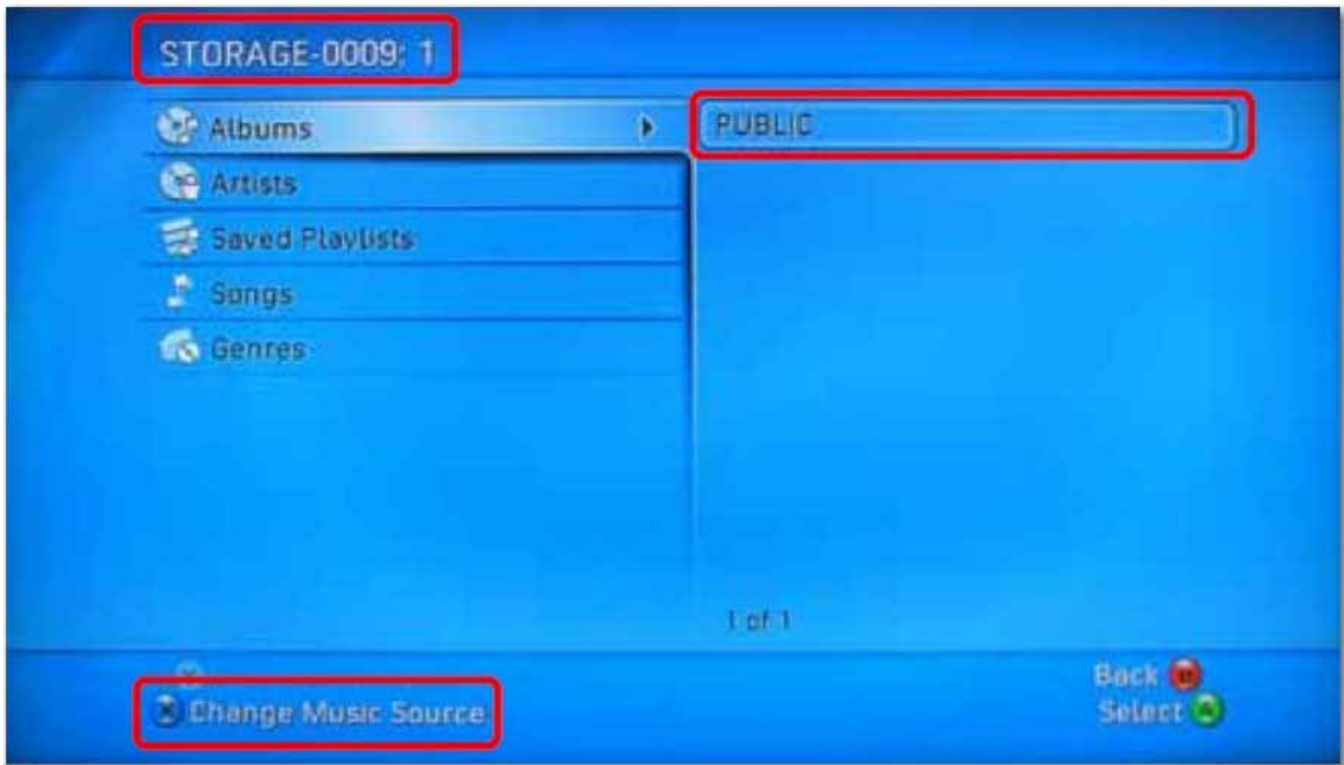 STORAGE-0009: 1
Albums
PUBLIC
Artists
Saved Playlists
Songs
Genres
1 of 1
Back B
X Change Music Source
Select A